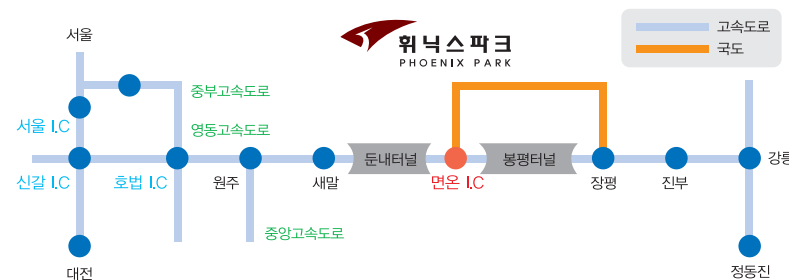 서울
휘닉스파크
PHOENIX PARK
고속도로
국도
중부고속도로
서울 I.C
영동고속도로
둔내터널
봉평터널
강릉
신갈 I.C
호법 I.C
원주
새말
면온 I.C
장평
진부
중앙고속도로
대전
정동진